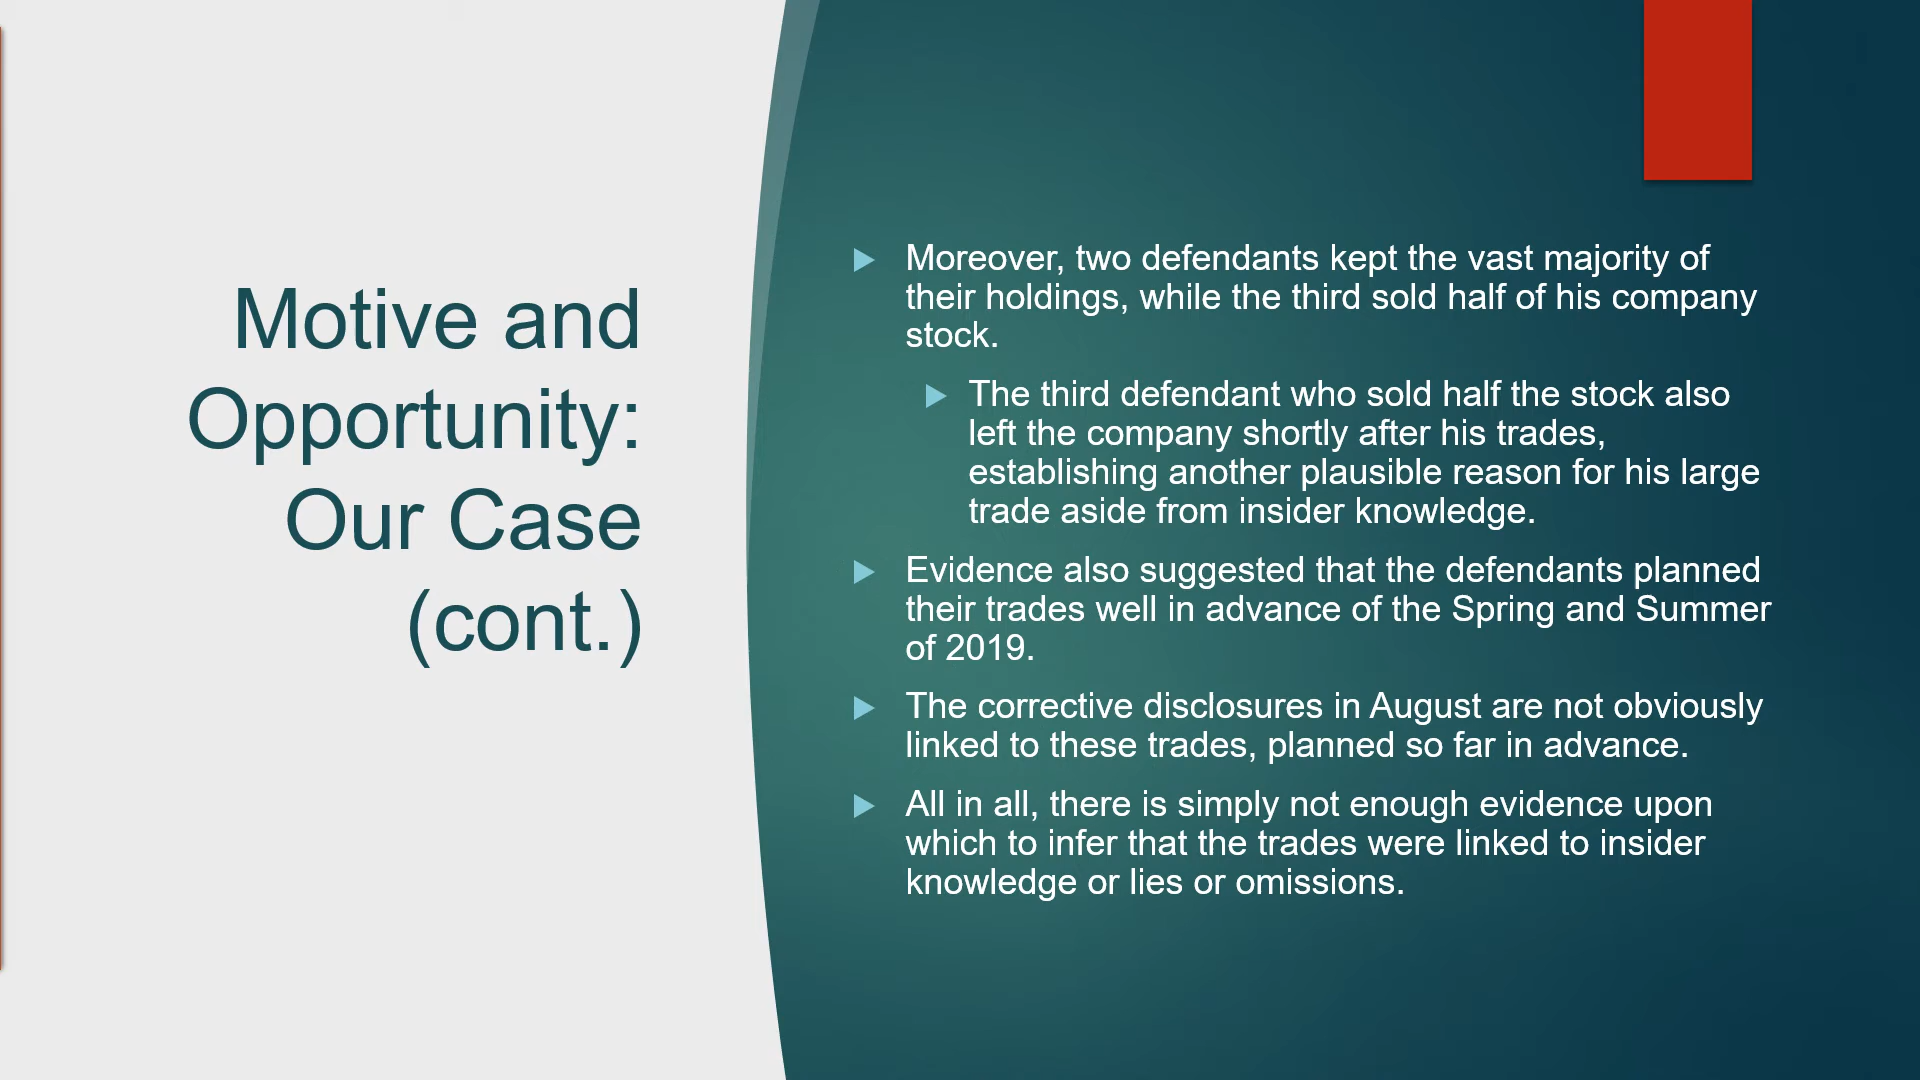 Motive and
Opportunity:
Our Case
(cont.)
Moreover, two defendants kept the vast majority of
their holdings, while the third sold half of his company
stock.
The third defendant who sold half the stock also
left the company shortly after his trades,
establishing another plausible reason for his large
trade aside from insider knowledge.
Evidence also suggested that the defendants planned
their trades well in advance of the Spring and Summer
of 2019.
The corrective disclosures in August are not obviously
linked to these trades, planned so far in advance.
All in all, there is simply not enough evidence upon
which to infer that the trades were linked to insider
knowledge or lies or omissions.